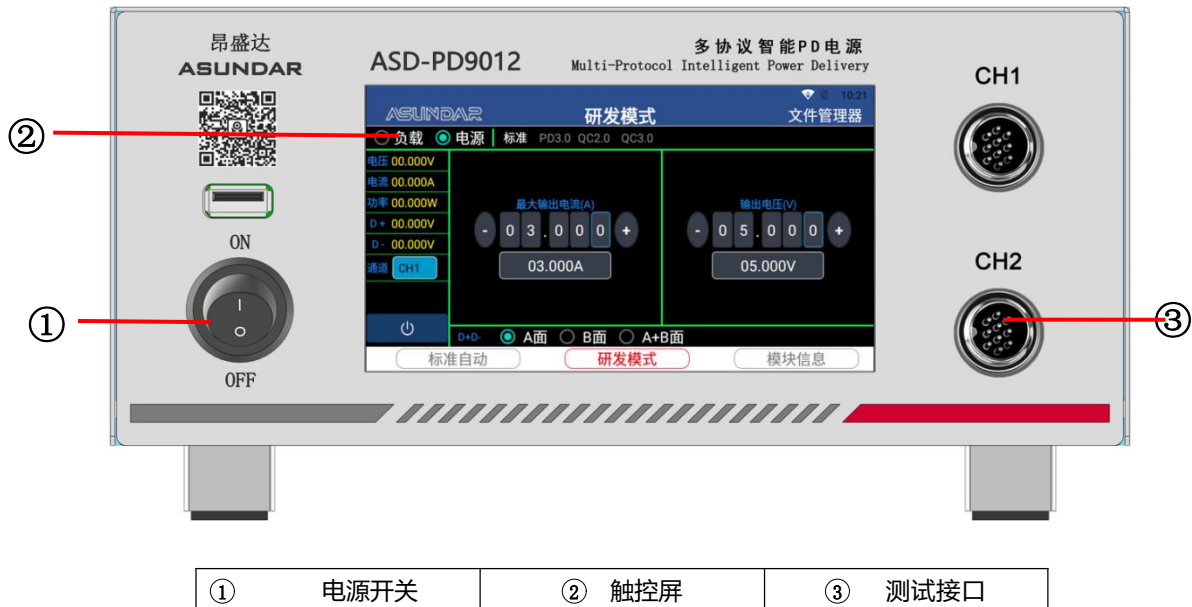 昂盛达
ASUNDAR
ON
OFF
ASD-PD9012
多协议智能PD电源
Multi-Protocol Intelligent Power Delivery
10:21
ASUNDAR
研发模式
文件管理器
负载 电源 标准 PD3.0 QC2.0 QC3.0
电压 00.000V
电流 00.000A
功率 00.000W
D+ 00.000V
D- 00.000V
通道 CH1
最大输出电流(A)
- 0 3 . 0 0 0 +
03.000A
输出电压(V)
- 0 5 . 0 0 0 +
05.000V
D+D- A面 B面 A+B面
标准自动 研发模式 模块信息
CH1
CH2
②
①
③
① 电源开关 ② 触控屏 ③ 测试接口